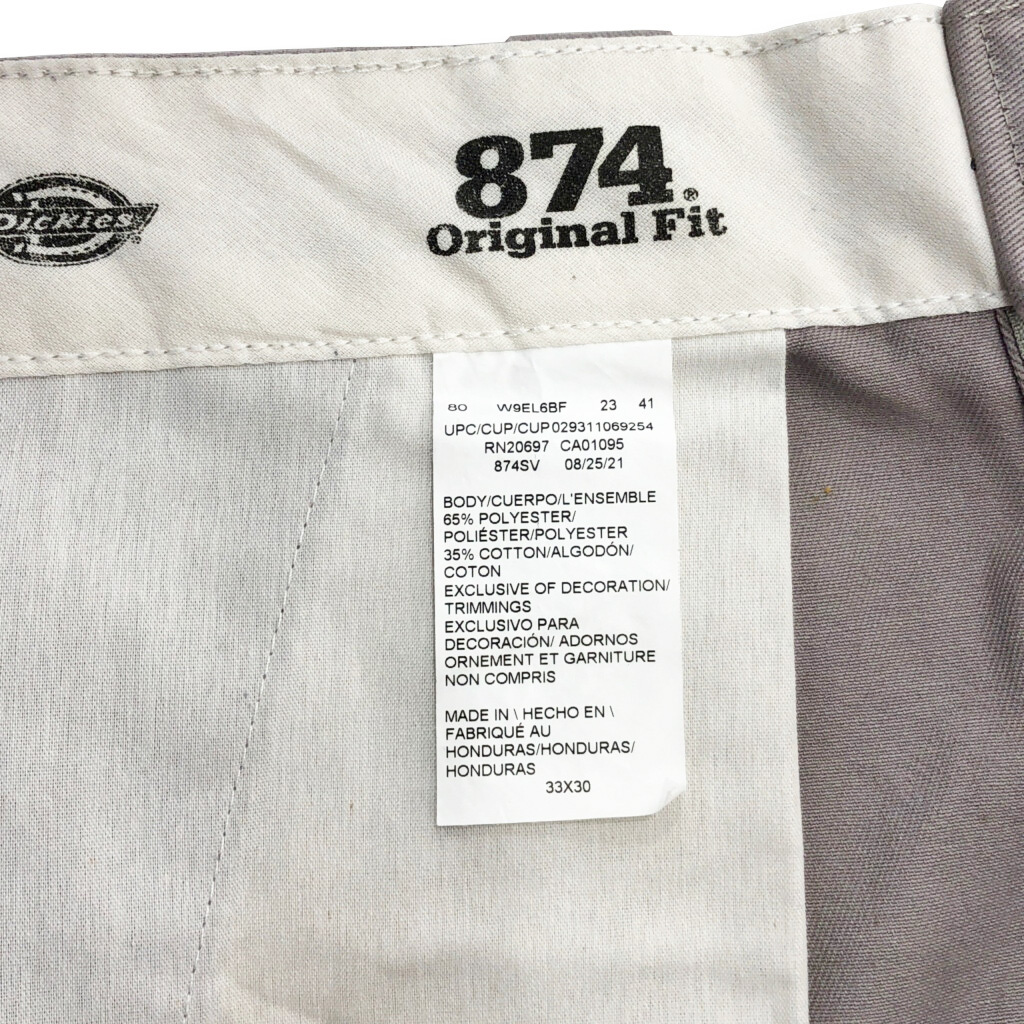 Dickies
874®
Original Fit
80 W9EL6BF 23 41
UPC/CUP/CUP029311069254
RN20697 CA01095
874SV 08/25/21
BODY/CUERPO/L'ENSEMBLE
65% POLYESTER/
POLIÉSTER/POLYESTER
35% COTTON/ALGODÓN/
COTON
EXCLUSIVE OF DECORATION/
TRIMMINGS
EXCLUSIVO PARA
DECORACIÓN/ ADORNOS
ORNEMENT ET GARNITURE
NON COMPRIS
MADE IN \ HECHO EN \
FABRIQUÉ AU
HONDURAS/HONDURAS/
HONDURAS
33X30